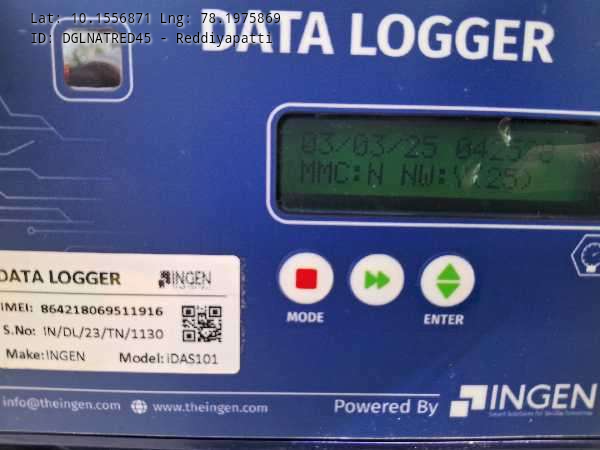 Lat: 10.1556871 Lng: 78.1975869
ID: DGLNATRED45 - Reddiyapatti
DATA LOGGER
03/03/25
MMC:N NW:Y(25)
MODE
ENTER
DATA LOGGER INGEN
IMEI: 864218069511916
S.No: IN/DL/23/TN/1130
Make:INGEN Model: iDAS101
info@theingen.com www.theingen.com
Powered By INGEN